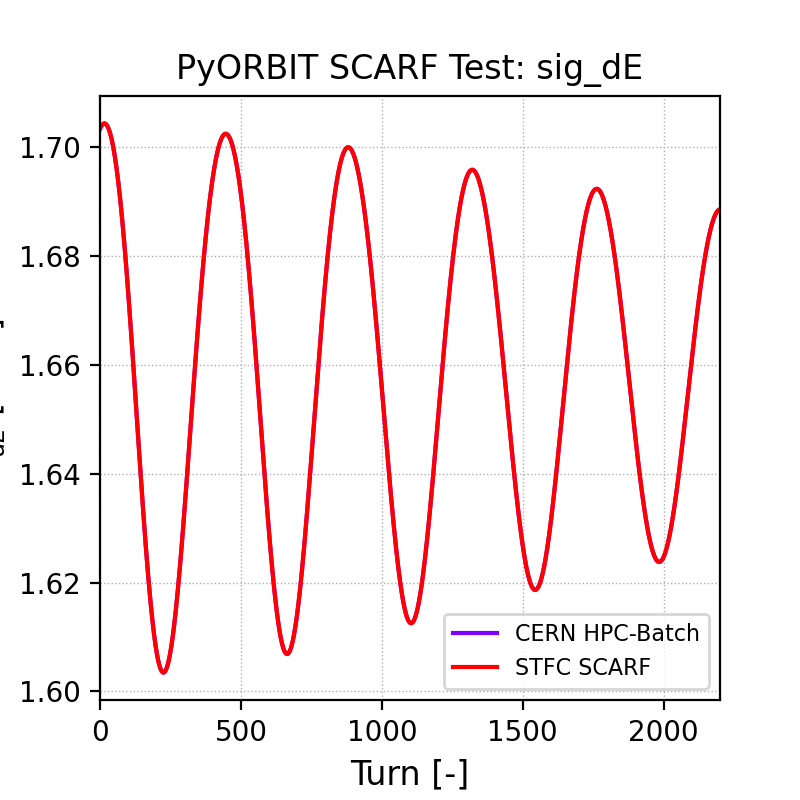 PyORBIT SCARF Test: sig_dE
1.70
1.68
1.66
1.64
1.62
1.60
CERN HPC-Batch
STFC SCARF
0 500 1000 1500 2000
Turn [-]